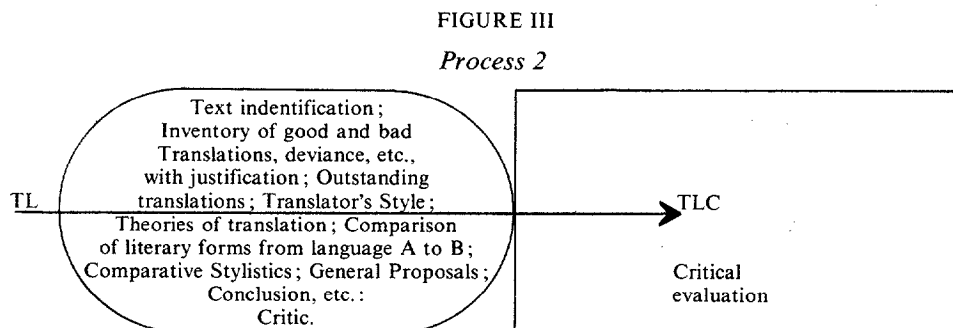 FIGURE III
Process 2
Text indentification;
Inventory of good and bad
Translations, deviance, etc.,
with justification; Outstanding
TL
translations; Translator's Style;
TLC
Theories of translation; Comparison
of literary forms from language A to B;
Comparative Stylistics; General Proposals;
Conclusion, etc.:
Critic.
Critical
evaluation